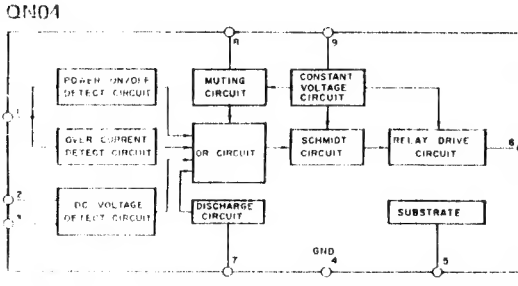 QN04
8
9
POWER ON/OFF
DETECT CIRCUIT
MUTING
CIRCUIT
CONSTANT
VOLTAGE
CIRCUIT
1
OVER CURRENT
DETECT CIRCUIT
OR CIRCUIT
SCHMIDT
CIRCUIT
RELAY DRIVE
CIRCUIT
6
2
3
DC VOLTAGE
DETECT CIRCUIT
DISCHARGE
CIRCUIT
SUBSTRATE
GND
7
4
5